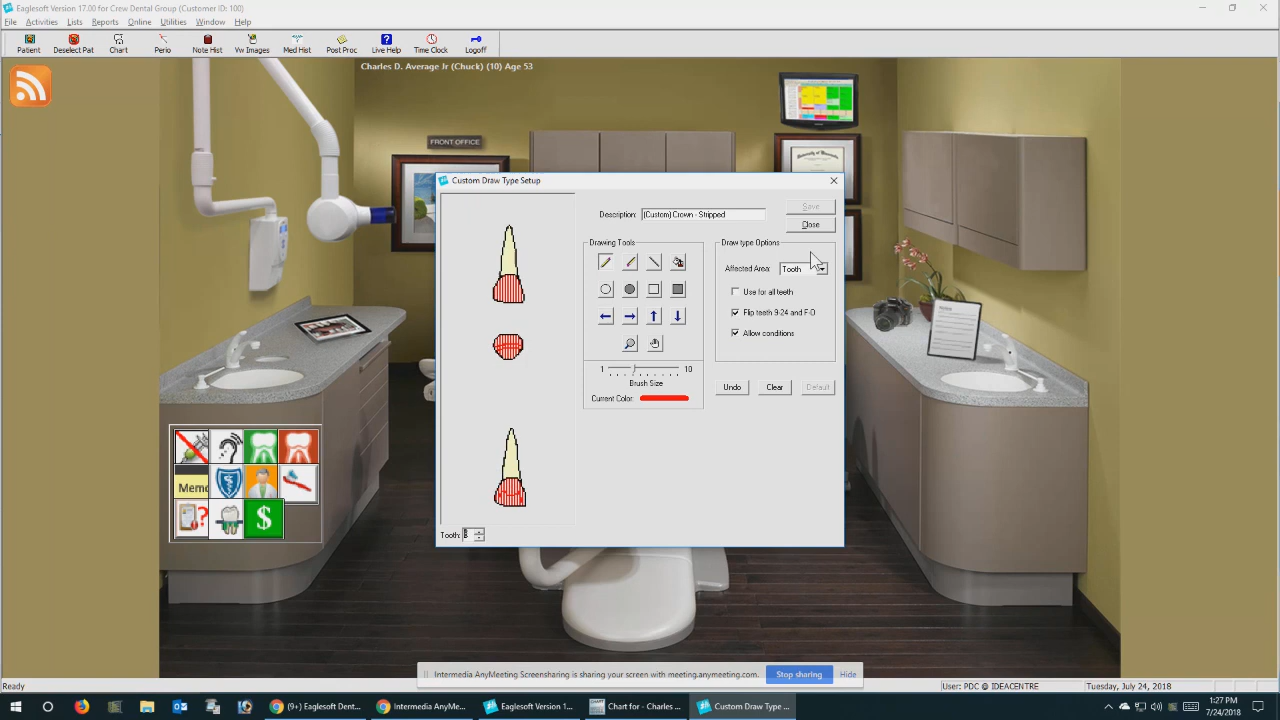 Eaglesoft Version 17.00 for Crew Dental Group (Customer ID: 100)
File Activities Lists Reports Online Utilities Window Help
Patient Deselect Pat Chart Perio Note Hist Vw Images Med Hist Post Proc Live Help Time Clock Logoff
Charles D. Average Jr (Chuck) (10) Age 53
FRONT OFFICE
Custom Draw Type Setup
Description: (Custom) Crown - Stripped
Save
Close
Drawing Tools
Draw type Options
Affected Area: Tooth
Use for all teeth
Flip teeth 9-24 and F-O
Allow conditions
1 10
Brush Size
Current Color:
Undo Clear Default
Tooth:
Memo
$
Intermedia AnyMeeting Screensharing is sharing your screen with meeting.anymeeting.com. Stop sharing Hide
Ready
User: PDC @ IDEACENTRE Tuesday, July 24, 2018
(9+) Eaglesoft Dent... Intermedia AnyMe... Eaglesoft Version 1... Chart for - Charles ... Custom Draw Type ...
1:27 PM
7/24/2018